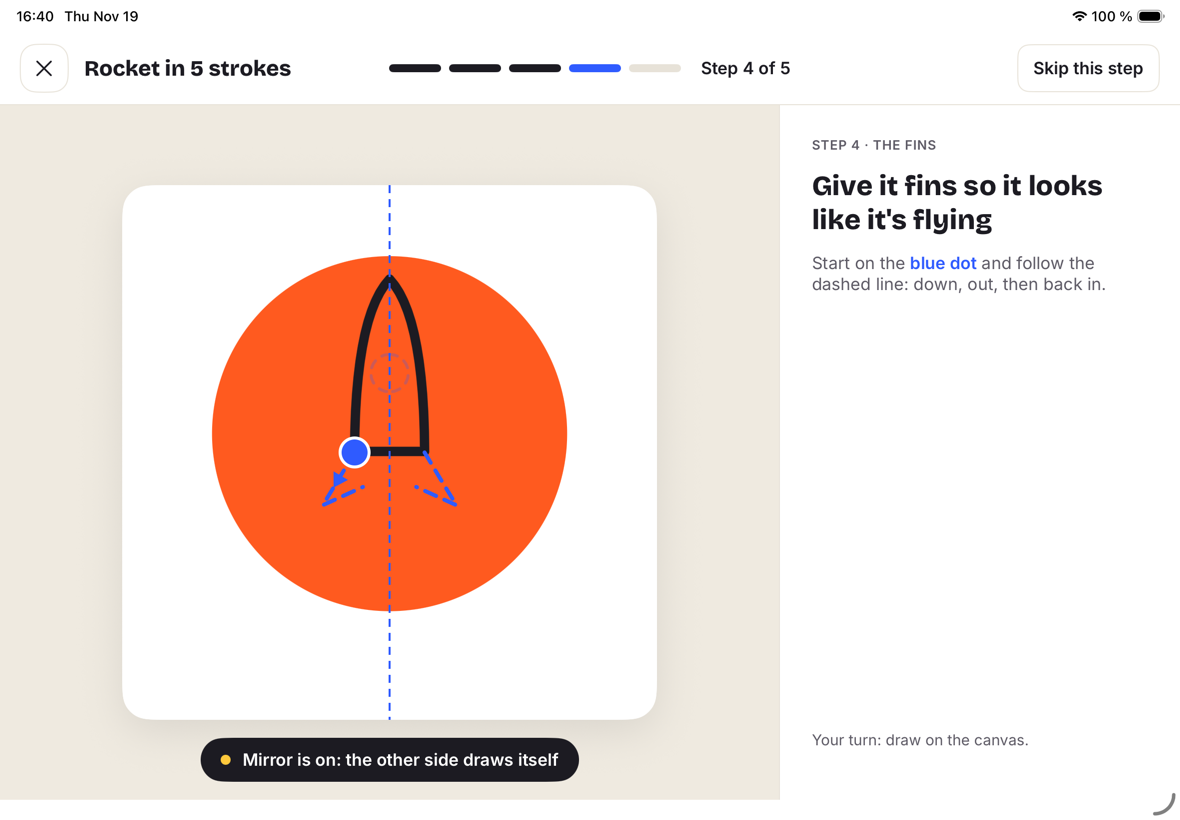 16:40 Thu Nov 19
100 %
Rocket in 5 strokes
Step 4 of 5
Skip this step
STEP 4 · THE FINS
Give it fins so it looks
like it's flying
Start on the blue dot and follow the
dashed line: down, out, then back in.
Your turn: draw on the canvas.
Mirror is on: the other side draws itself